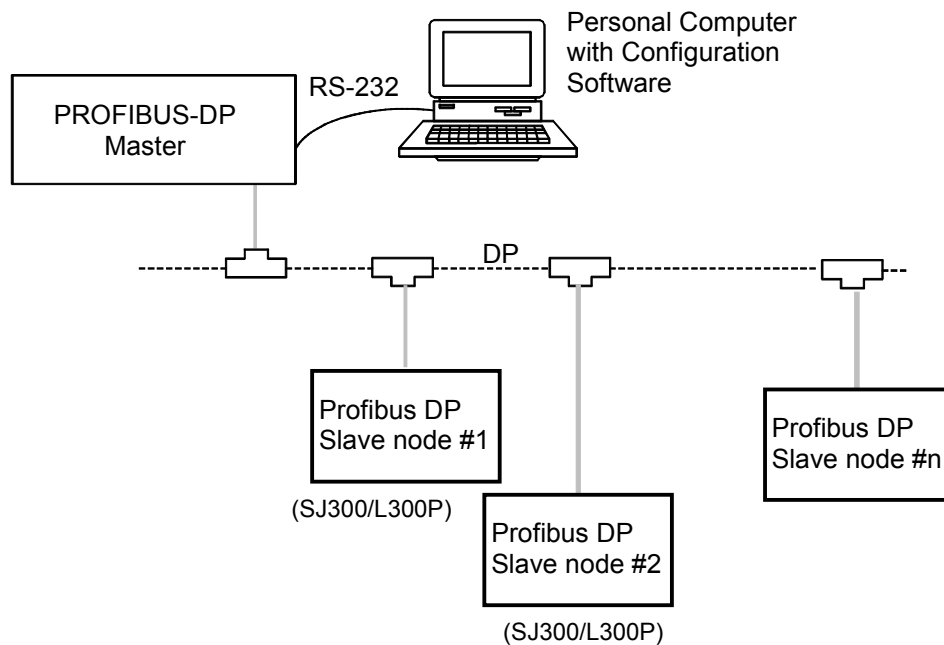 Personal Computer
with Configuration
Software
RS-232
PROFIBUS-DP
Master
DP
Profibus DP
Slave node #1
(SJ300/L300P)
Profibus DP
Slave node #2
(SJ300/L300P)
Profibus DP
Slave node #n